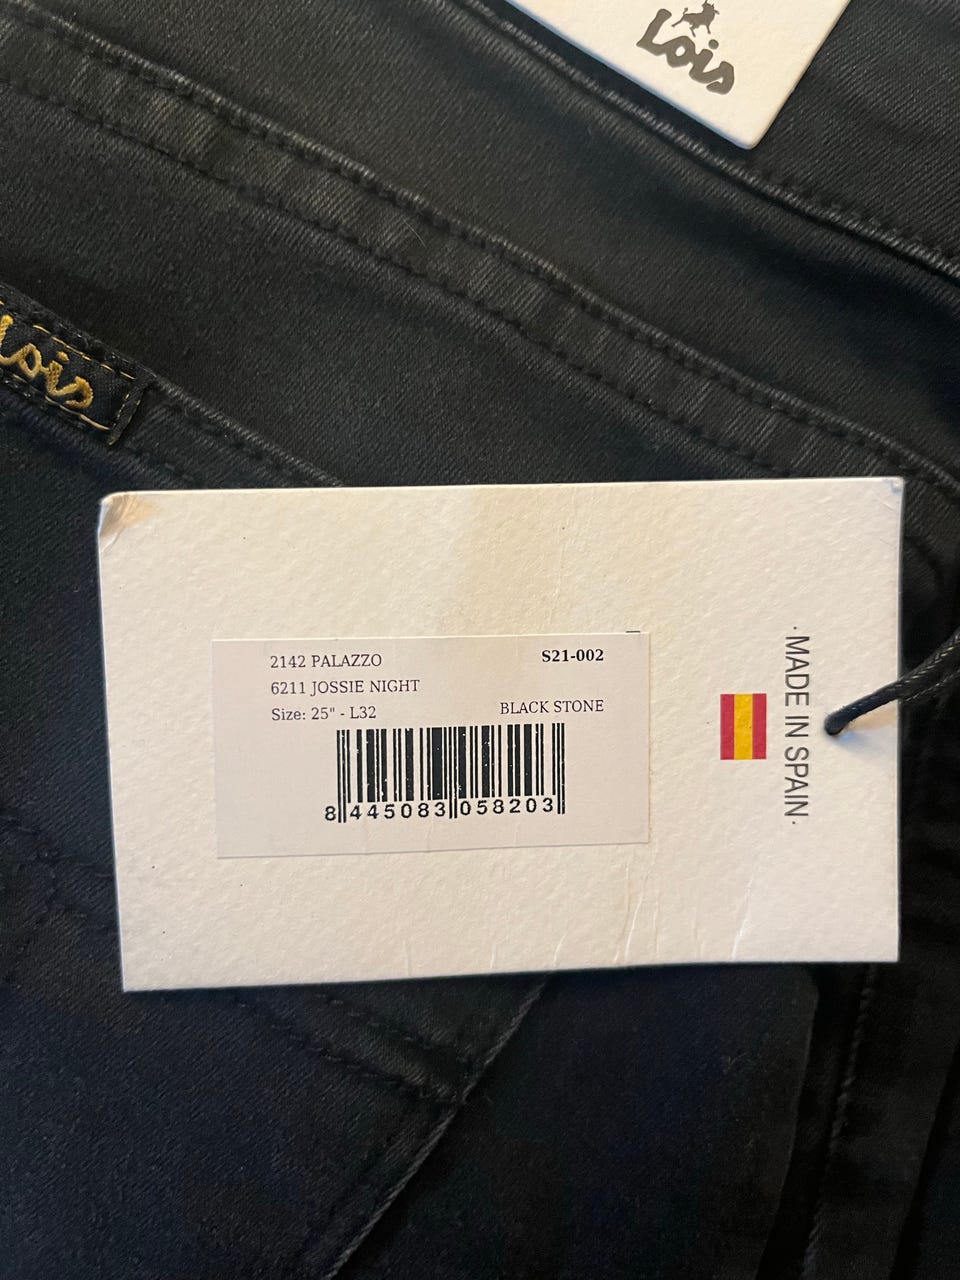 Lois
Lois
2142 PALAZZO
S21-002
6211 JOSSIE NIGHT
Size: 25" - L32
BLACK STONE
8 445083 058203
· MADE IN SPAIN ·